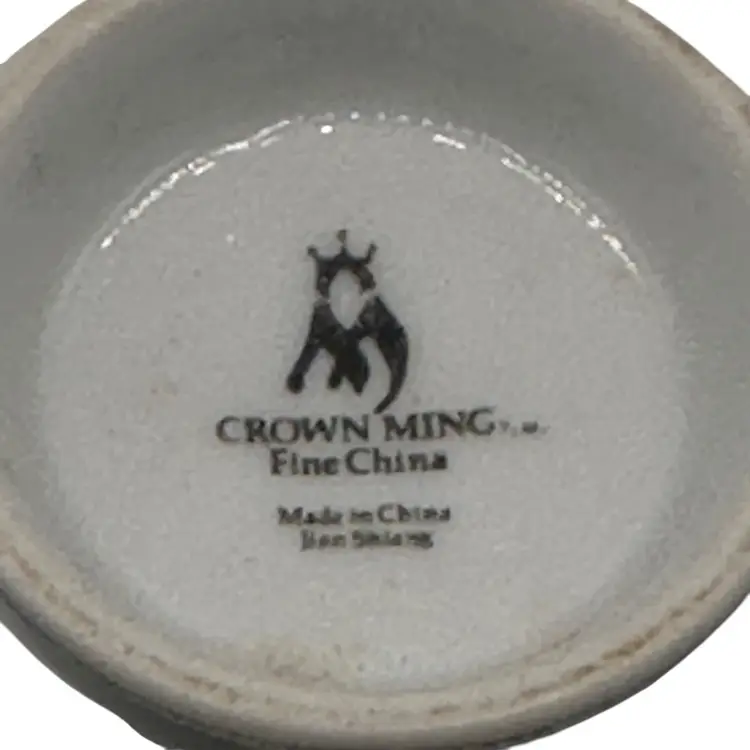 CROWN MING T.M.
Fine China
Made in China
Jian Shiang